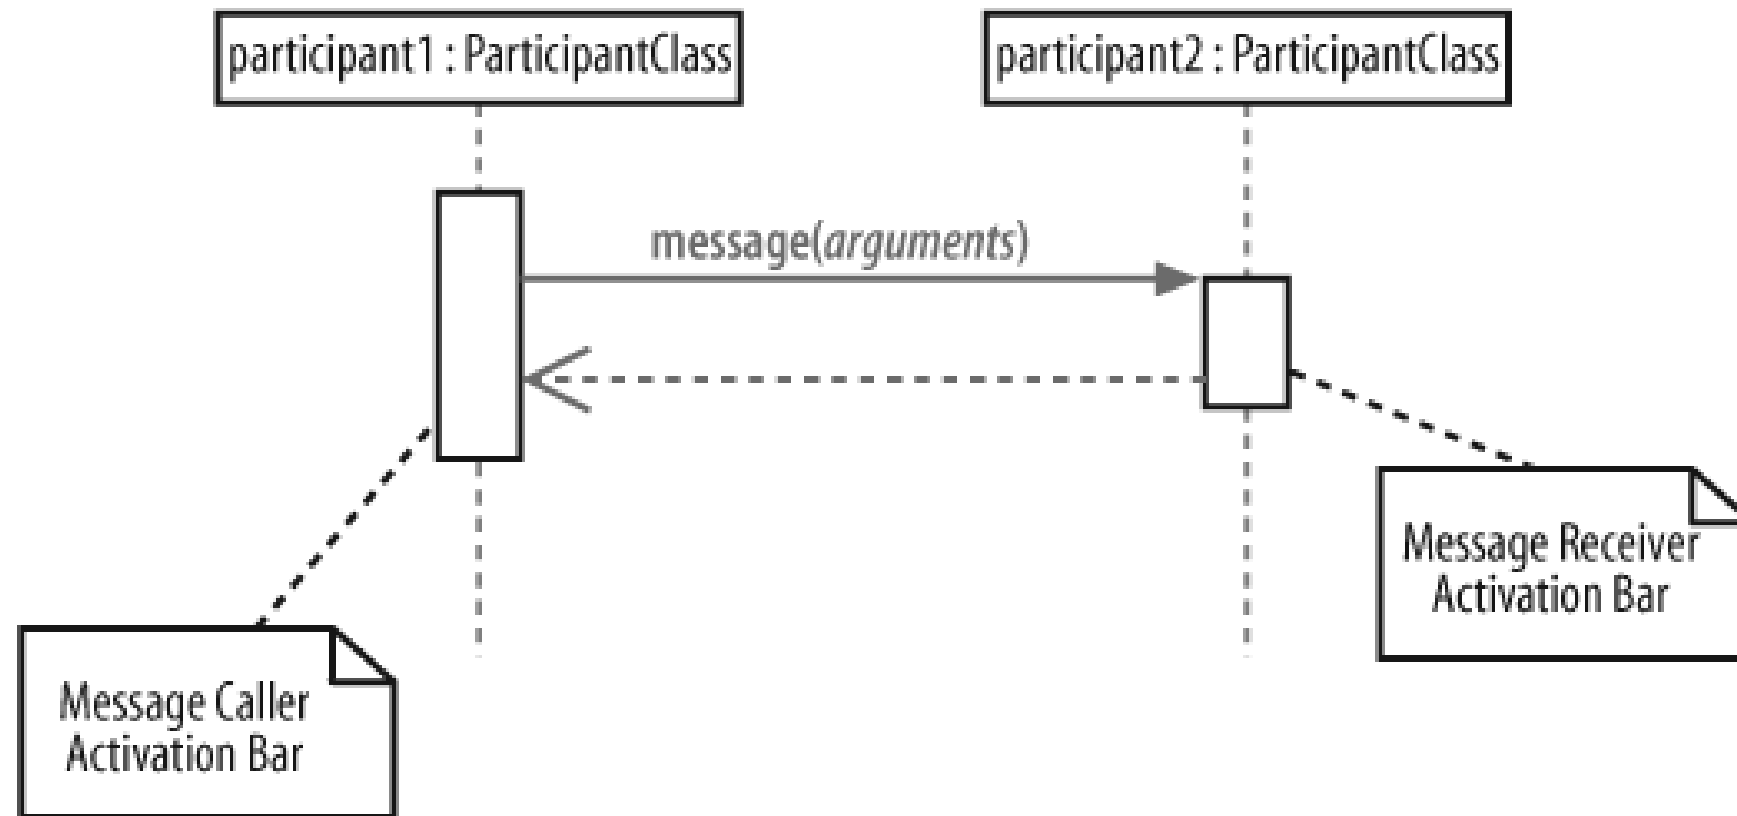 participant1 : ParticipantClass
participant2 : ParticipantClass
message(arguments)
Message Receiver
Activation Bar
Message Caller
Activation Bar